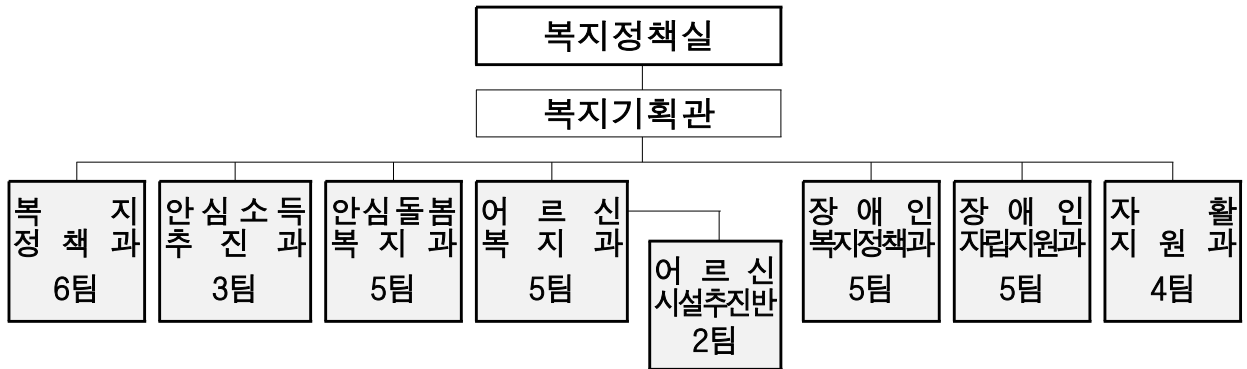 복지정책실
복지기획관
복 지
정 책 과
6팀
안심소득
추 진 과
3팀
안심돌봄
복 지 과
5팀
어 르 신
복 지 과
5팀
어 르 신
시설추진반
2팀
장 애 인
복지정책과
5팀
장 애 인
자립지원과
5팀
자 활
지 원 과
4팀